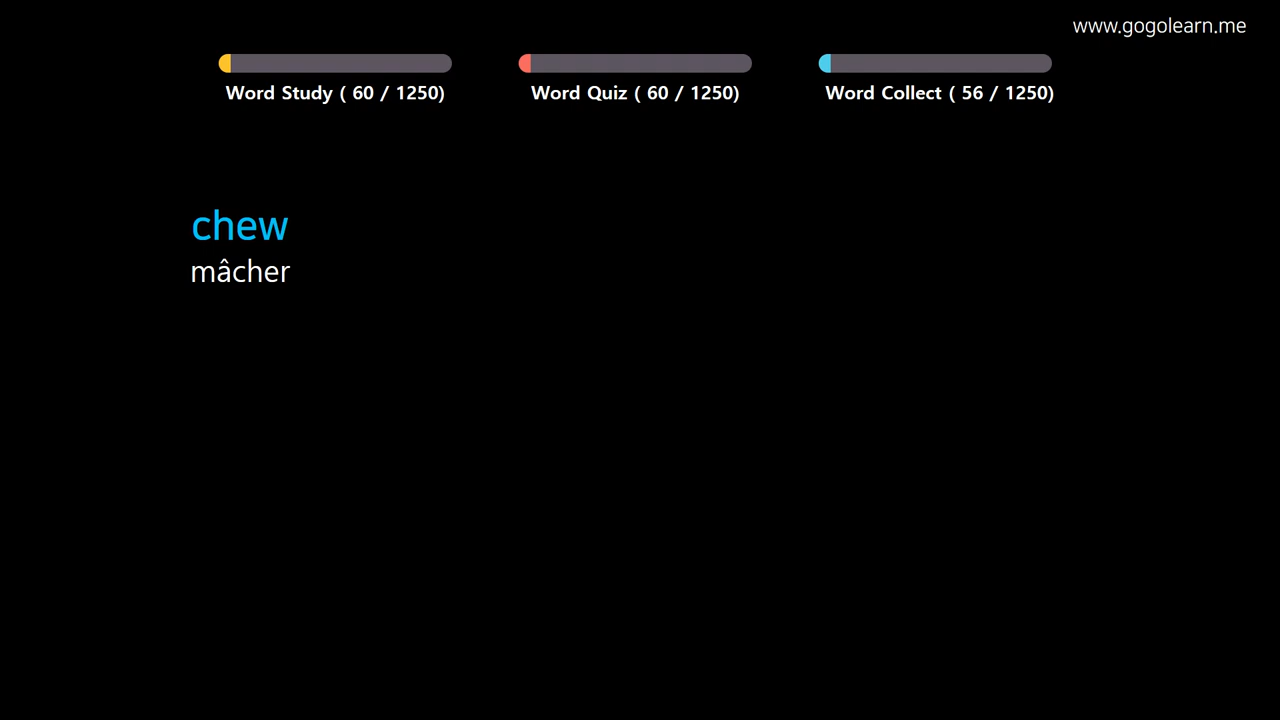 www.gogolearn.me
Word Study ( 60 / 1250)
Word Quiz ( 60 / 1250)
Word Collect ( 56 / 1250)
chew
mâcher